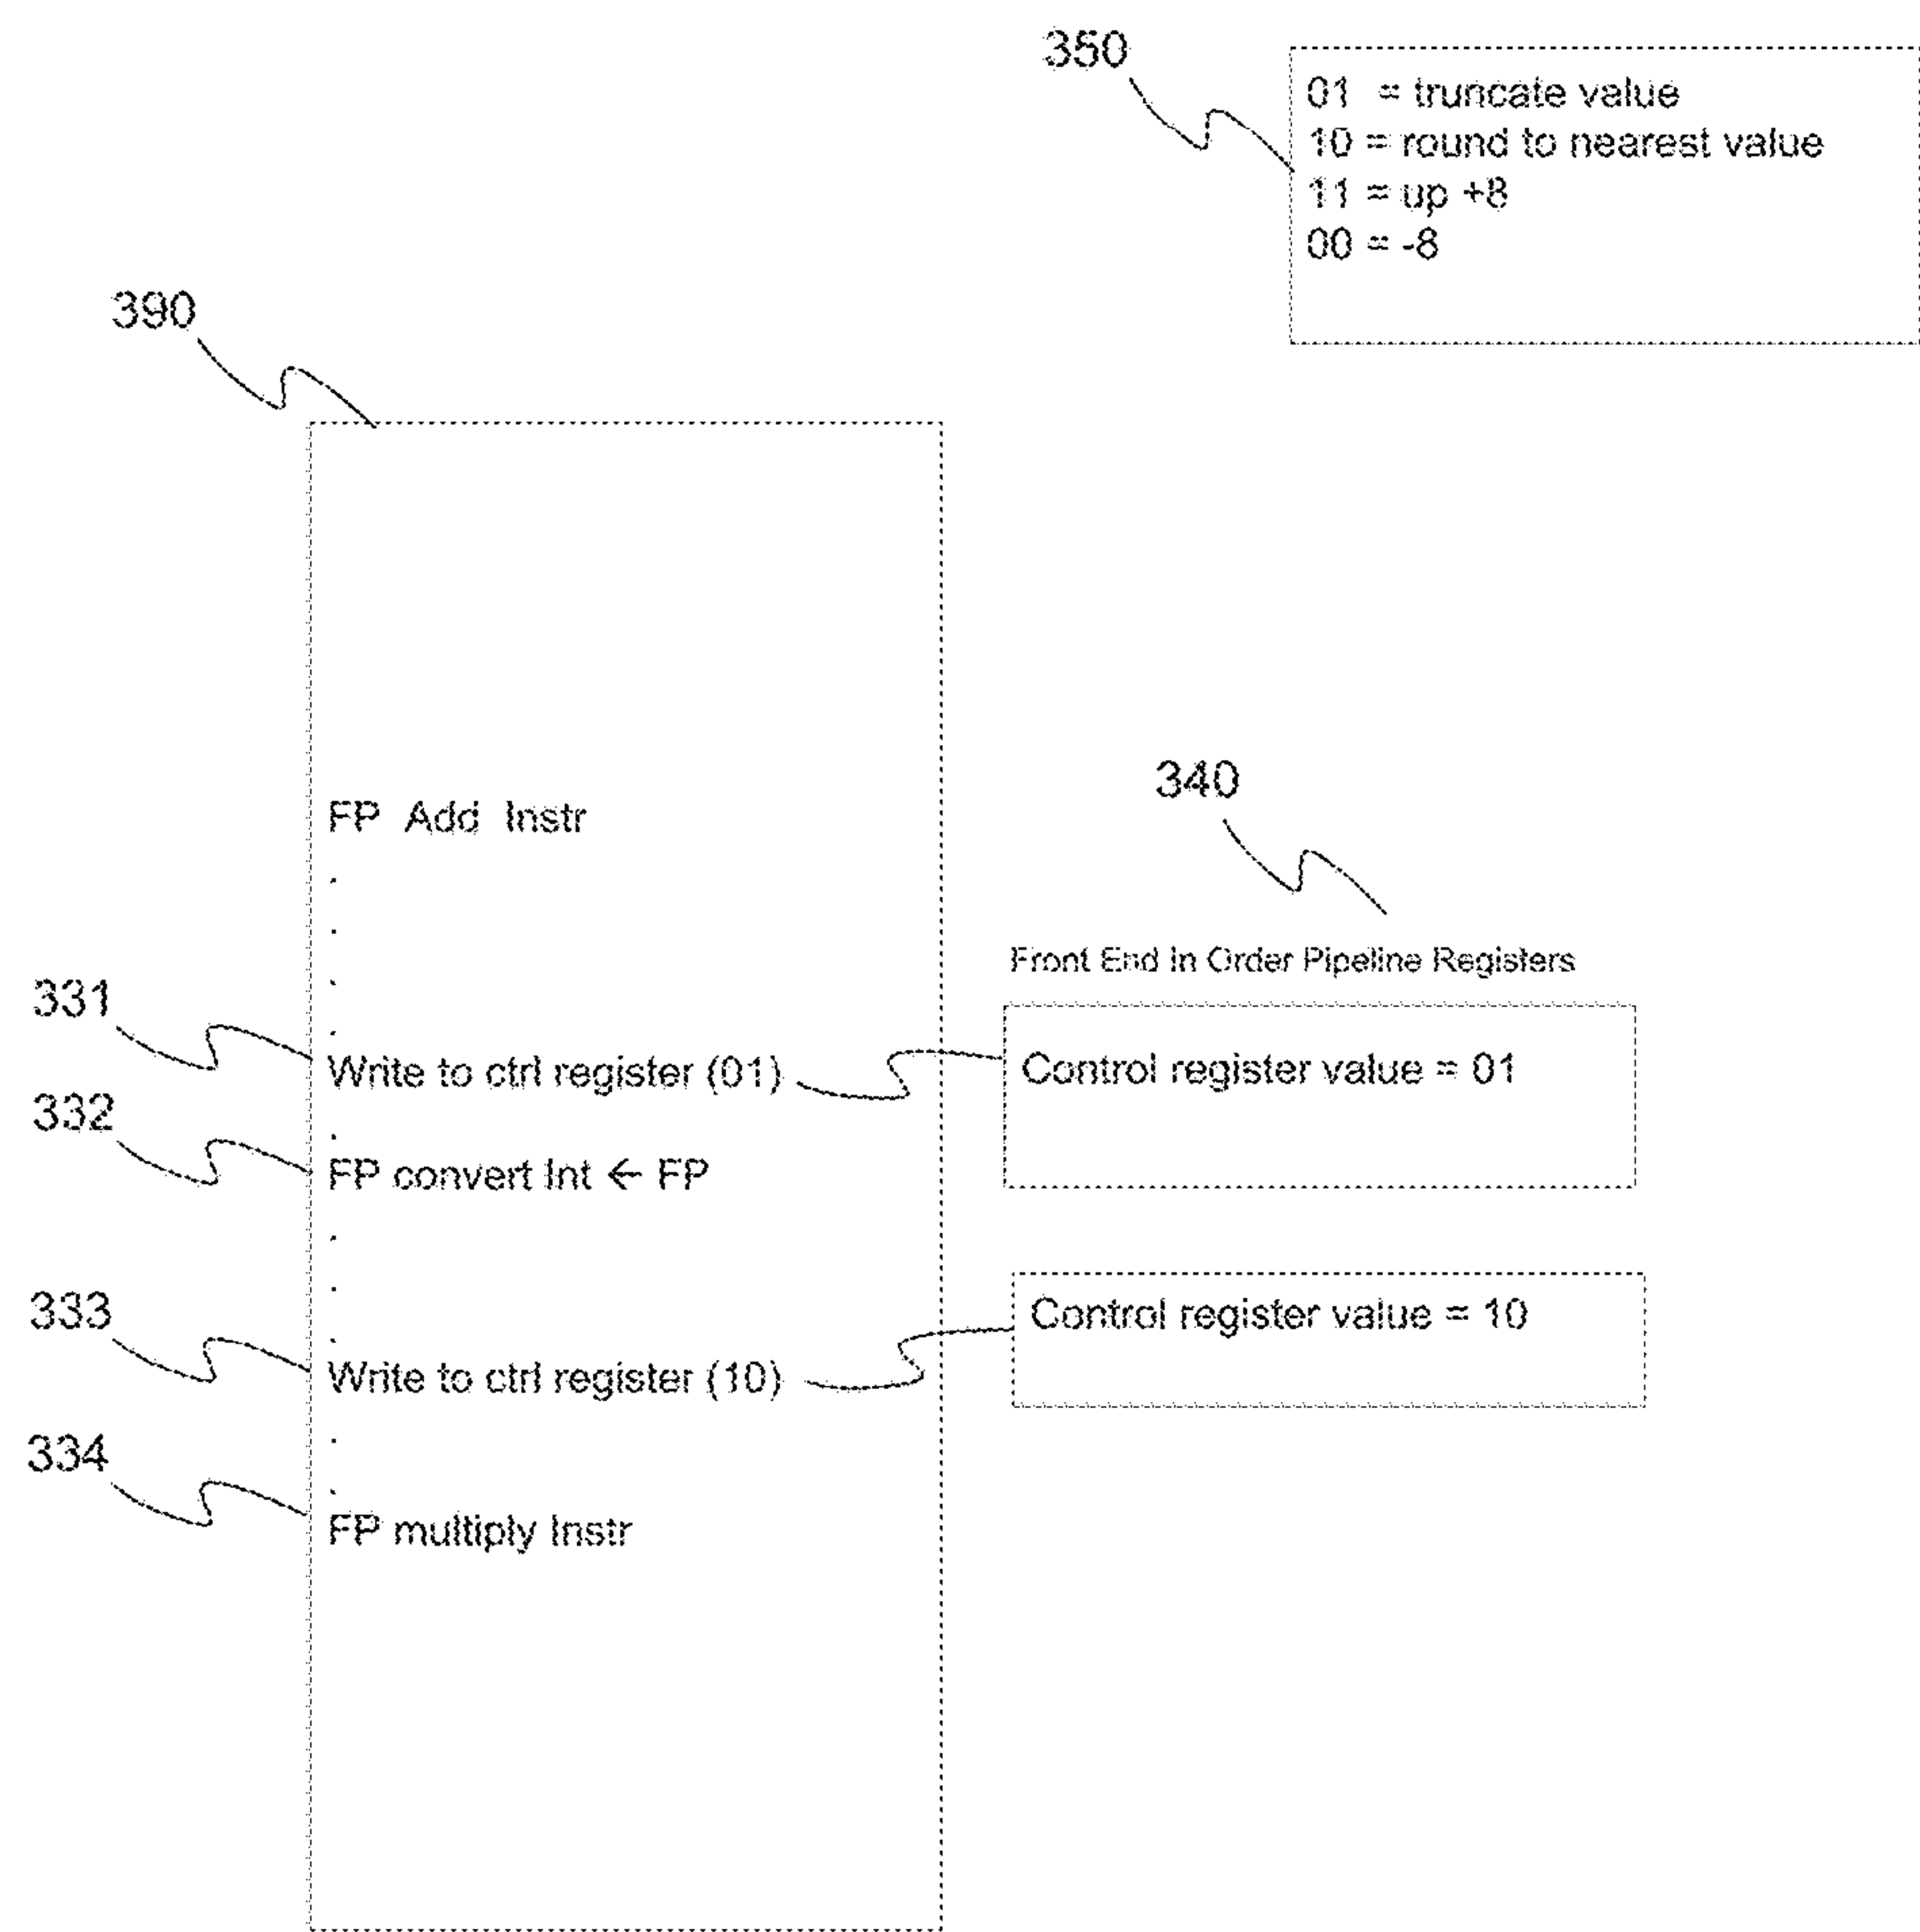 350
01 = truncate value
10 = round to nearest value
11 = up +8
00 = -8
390
FP Add Instr
.
.
.
.
340
Front End In Order Pipeline Registers
331
Write to ctrl register (01)
Control register value = 01
332
.
FP convert Int ← FP
.
.
.
333
Write to ctrl register (10)
Control register value = 10
.
.
334
FP multiply Instr